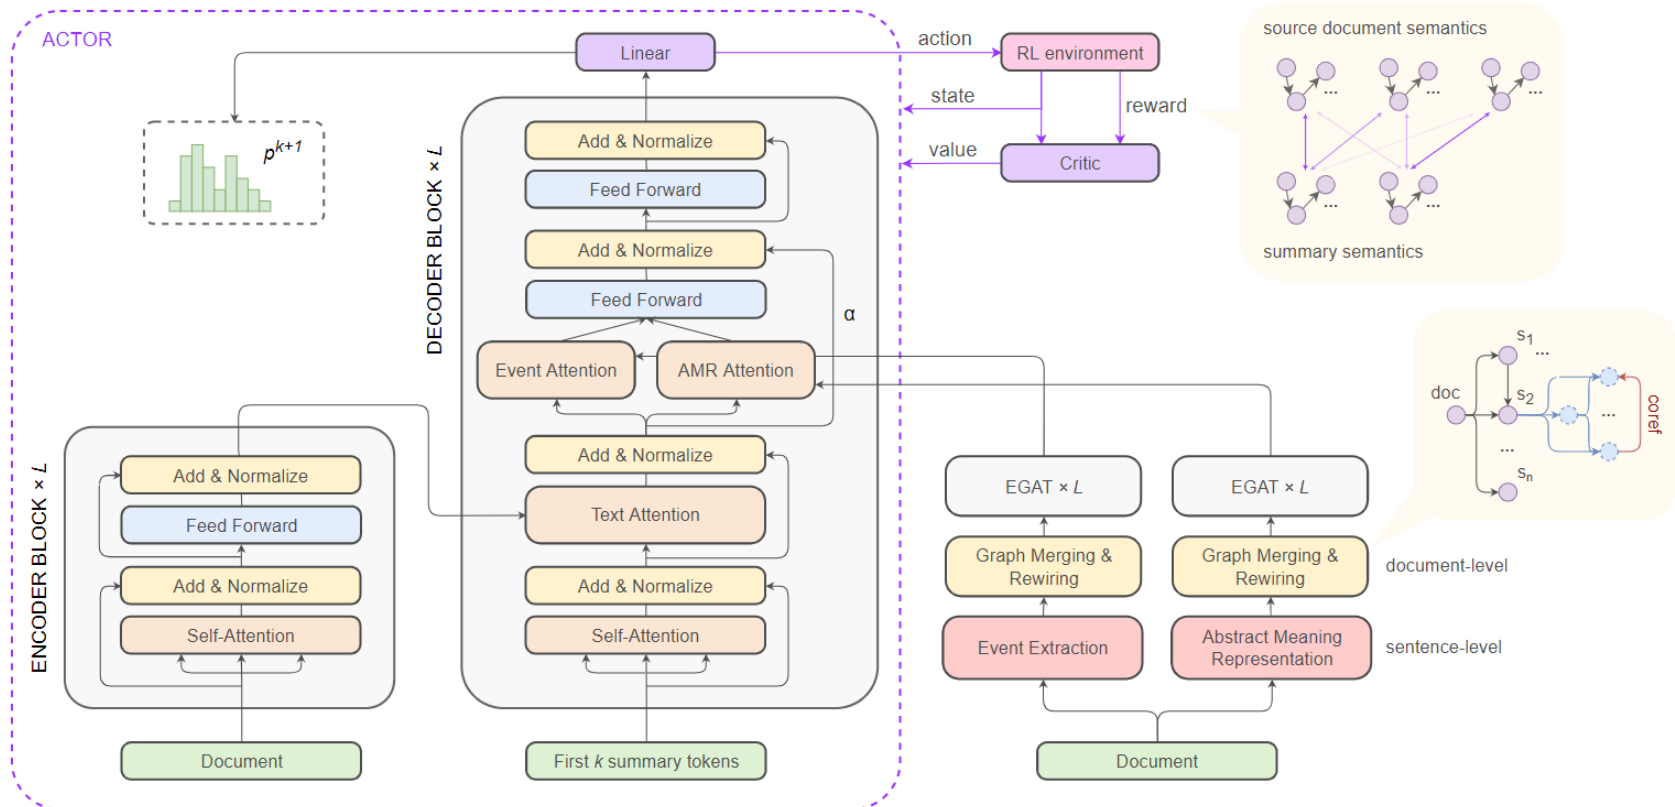 ACTOR
Linear
action
RL environment
state
reward
value
Critic
source document semantics
...
...
...
...
...
summary semantics
p^{k+1}
DECODER BLOCK × L
Add & Normalize
Feed Forward
Add & Normalize
Feed Forward
α
Event Attention
AMR Attention
Add & Normalize
Text Attention
Add & Normalize
Self-Attention
First k summary tokens
ENCODER BLOCK × L
Add & Normalize
Feed Forward
Add & Normalize
Self-Attention
Document
EGAT × L
EGAT × L
Graph Merging &
Rewiring
Graph Merging &
Rewiring
document-level
Event Extraction
Abstract Meaning
Representation
sentence-level
Document
s1
...
doc
s2
...
coref
...
...
sn